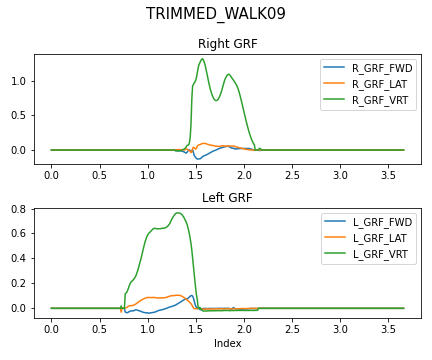 TRIMMED_WALK09
Right GRF
R_GRF_FWD
R_GRF_LAT
R_GRF_VRT
1.0
0.5
0.0
0.0 0.5 1.0 1.5 2.0 2.5 3.0 3.5
Left GRF
L_GRF_FWD
L_GRF_LAT
L_GRF_VRT
0.8
0.6
0.4
0.2
0.0
0.0 0.5 1.0 1.5 2.0 2.5 3.0 3.5
Index